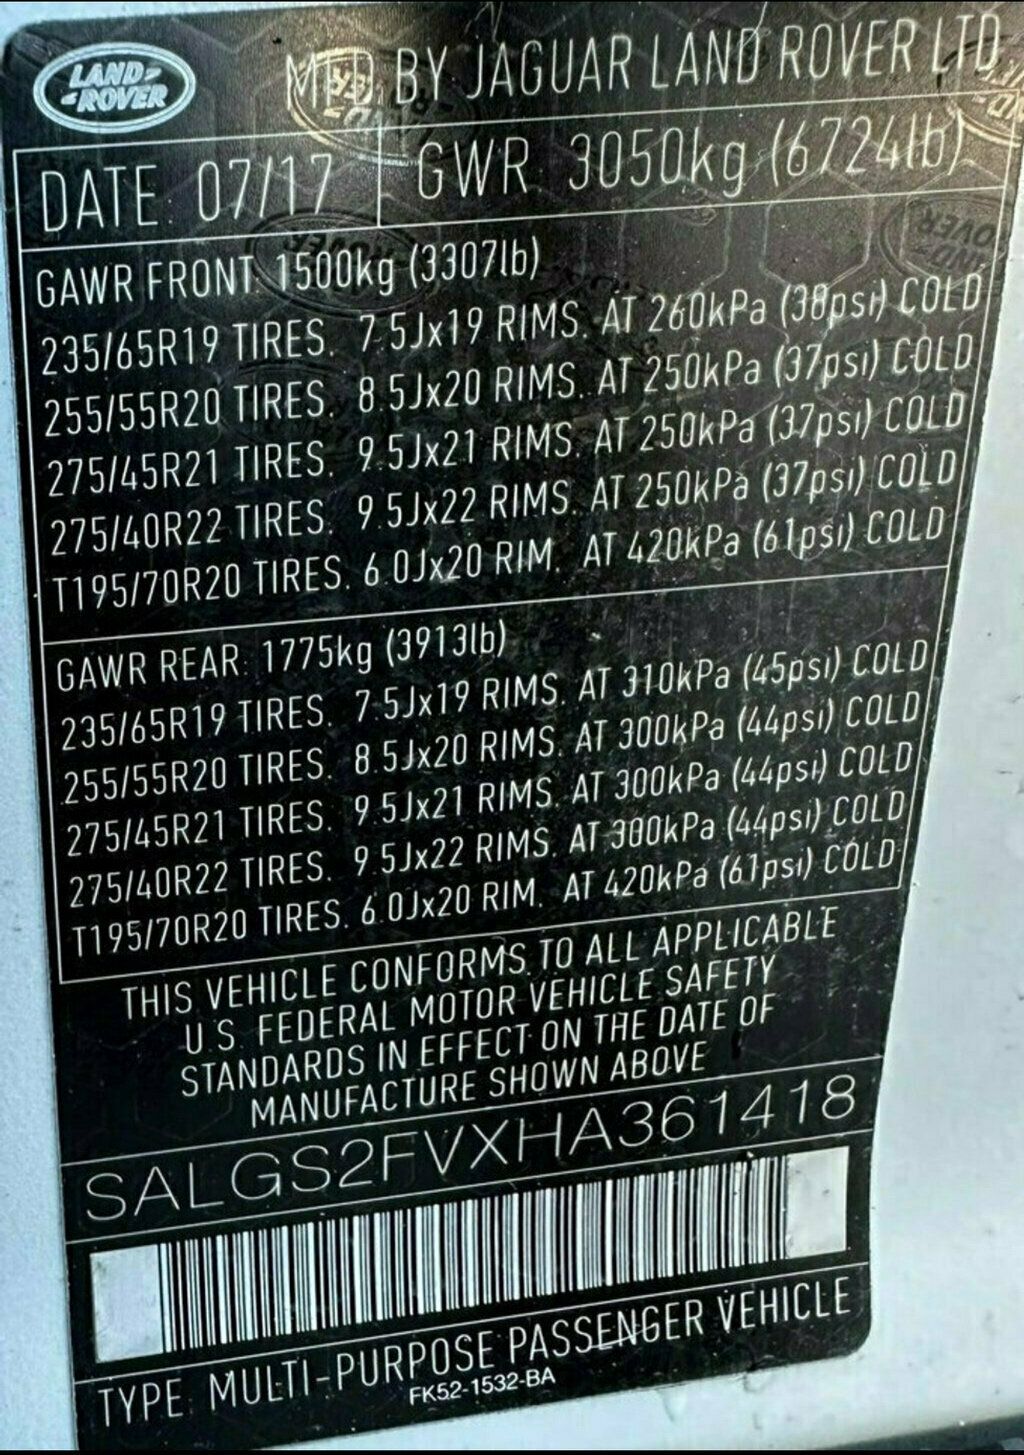 LAND ROVER
MFD BY JAGUAR LAND ROVER LTD
DATE: 07/17 GWR: 3050kg (6724lb)
GAWR FRONT: 1500kg (3307lb)
235/65R19 TIRES. 7.5Jx19 RIMS. AT 260kPa (38psi) COLD
255/55R20 TIRES. 8.5Jx20 RIMS. AT 250kPa (37psi) COLD
275/45R21 TIRES. 9.5Jx21 RIMS. AT 250kPa (37psi) COLD
275/40R22 TIRES. 9.5Jx22 RIMS. AT 250kPa (37psi) COLD
T195/70R20 TIRES. 6.0Jx20 RIM. AT 420kPa (61psi) COLD
GAWR REAR: 1775kg (3913lb)
235/65R19 TIRES. 7.5Jx19 RIMS. AT 310kPa (45psi) COLD
255/55R20 TIRES. 8.5Jx20 RIMS. AT 300kPa (44psi) COLD
275/45R21 TIRES. 9.5Jx21 RIMS. AT 300kPa (44psi) COLD
275/40R22 TIRES. 9.5Jx22 RIMS. AT 300kPa (44psi) COLD
T195/70R20 TIRES. 6.0Jx20 RIM. AT 420kPa (61psi) COLD
THIS VEHICLE CONFORMS TO ALL APPLICABLE
U.S. FEDERAL MOTOR VEHICLE SAFETY
STANDARDS IN EFFECT ON THE DATE OF
MANUFACTURE SHOWN ABOVE
SALGS2FVXHA361418
TYPE: MULTI-PURPOSE PASSENGER VEHICLE
FK52-1532-BA